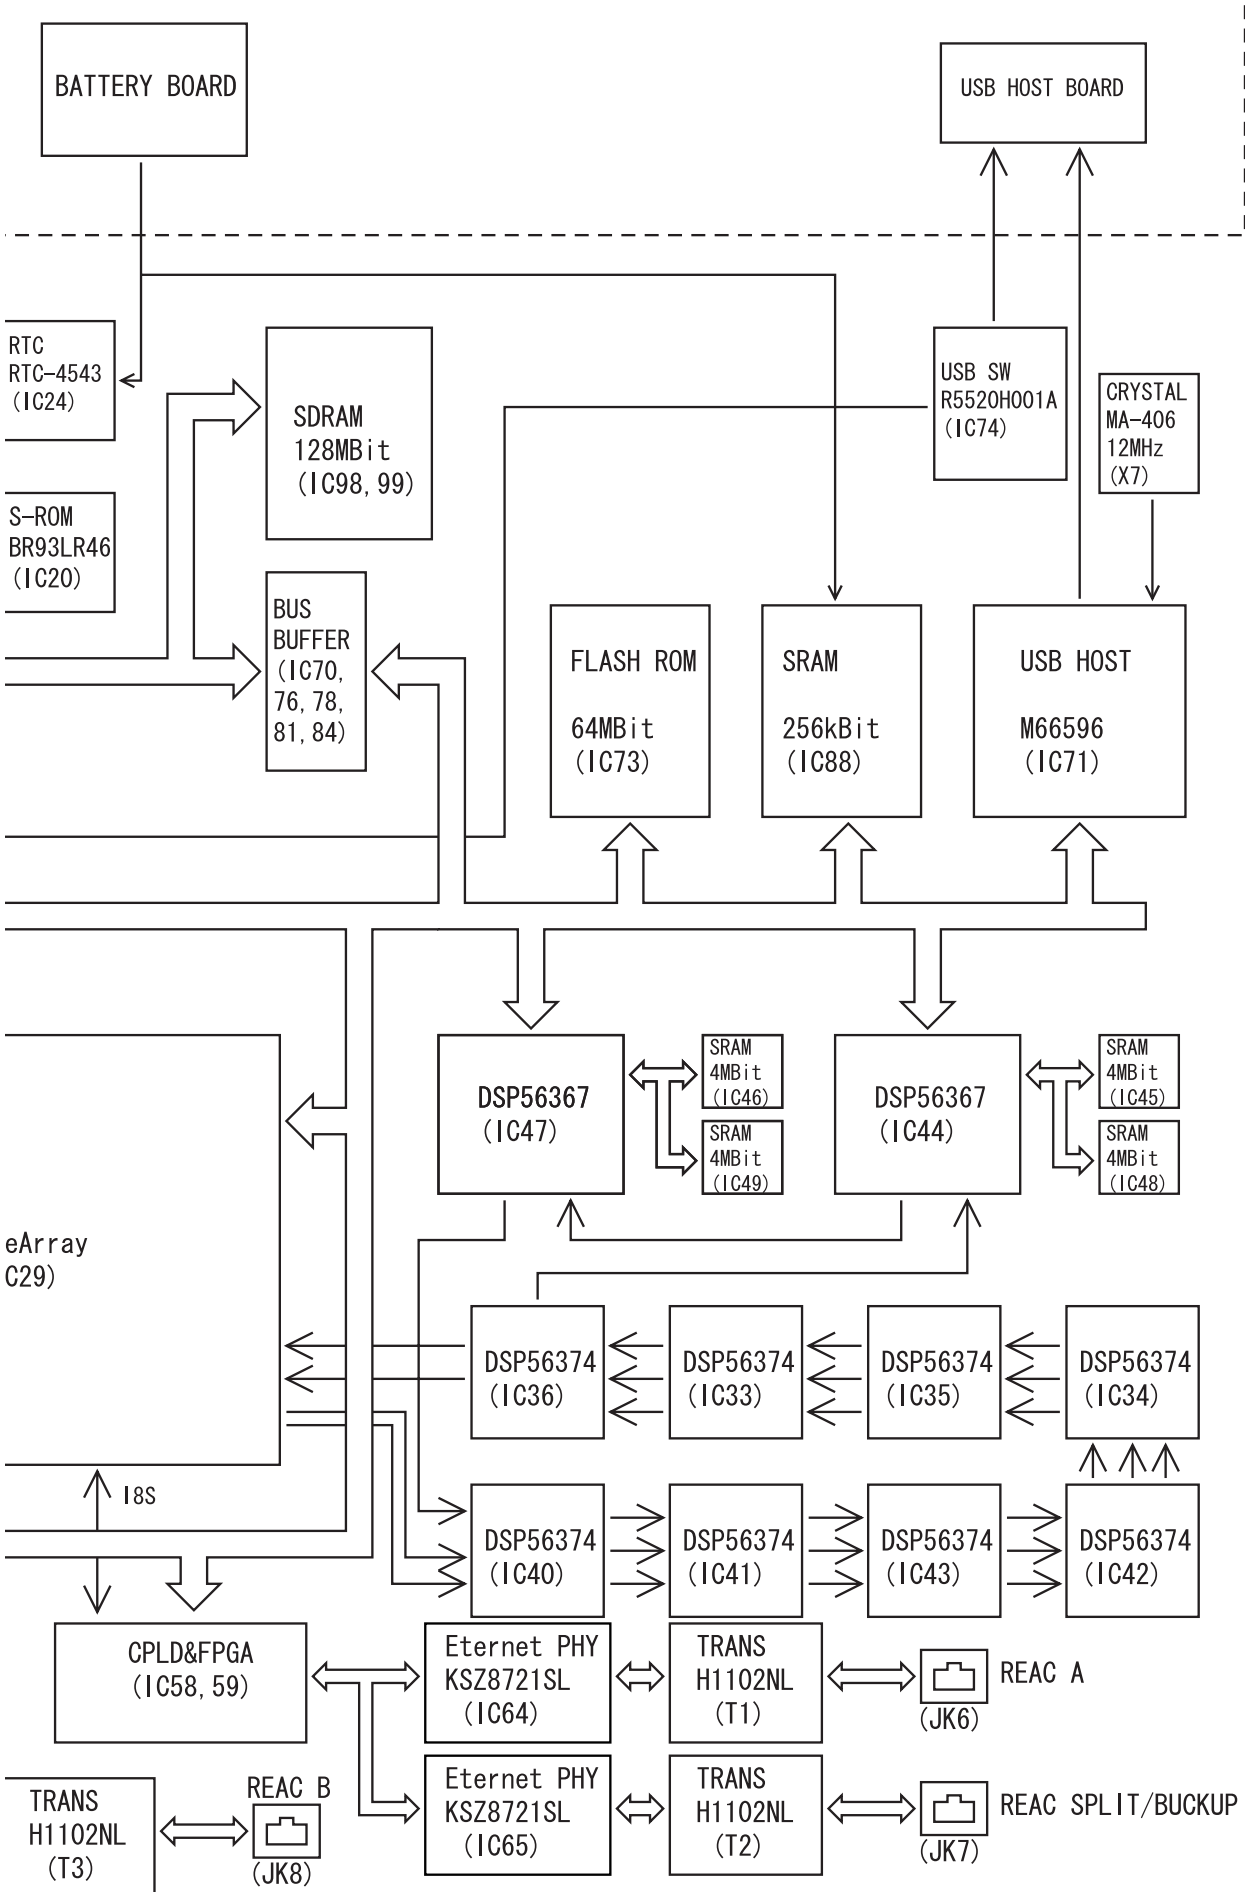 BATTERY BOARD
USB HOST BOARD
RTC
RTC-4543
(IC24)
SDRAM
128MBit
(IC98,99)
USB SW
R5520H001A
(IC74)
CRYSTAL
MA-406
12MHz
(X7)
S-ROM
BR93LR46
(IC20)
BUS
BUFFER
(IC70,
76,78,
81,84)
FLASH ROM
64MBit
(IC73)
SRAM
256kBit
(IC88)
USB HOST
M66596
(IC71)
DSP56367
(IC47)
SRAM
4MBit
(IC46)
SRAM
4MBit
(IC49)
DSP56367
(IC44)
SRAM
4MBit
(IC45)
SRAM
4MBit
(IC48)
eArray
C29)
DSP56374
(IC36)
DSP56374
(IC33)
DSP56374
(IC35)
DSP56374
(IC34)
I8S
DSP56374
(IC40)
DSP56374
(IC41)
DSP56374
(IC43)
DSP56374
(IC42)
CPLD&FPGA
(IC58,59)
Eternet PHY
KSZ8721SL
(IC64)
TRANS
H1102NL
(T1)
REAC A
(JK6)
TRANS
H1102NL
(T3)
REAC B
(JK8)
Eternet PHY
KSZ8721SL
(IC65)
TRANS
H1102NL
(T2)
REAC SPLIT/BUCKUP
(JK7)